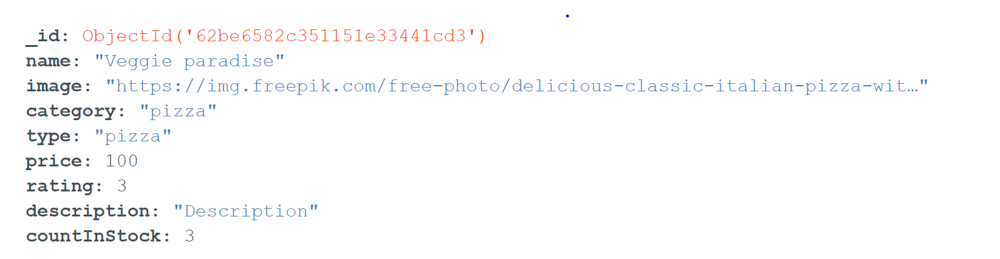 _id: ObjectId('62be6582c351151e33441cd3')
name: "Veggie paradise"
image: "https://img.freepik.com/free-photo/delicious-classic-italian-pizza-wit…"
category: "pizza"
type: "pizza"
price: 100
rating: 3
description: "Description"
countInStock: 3